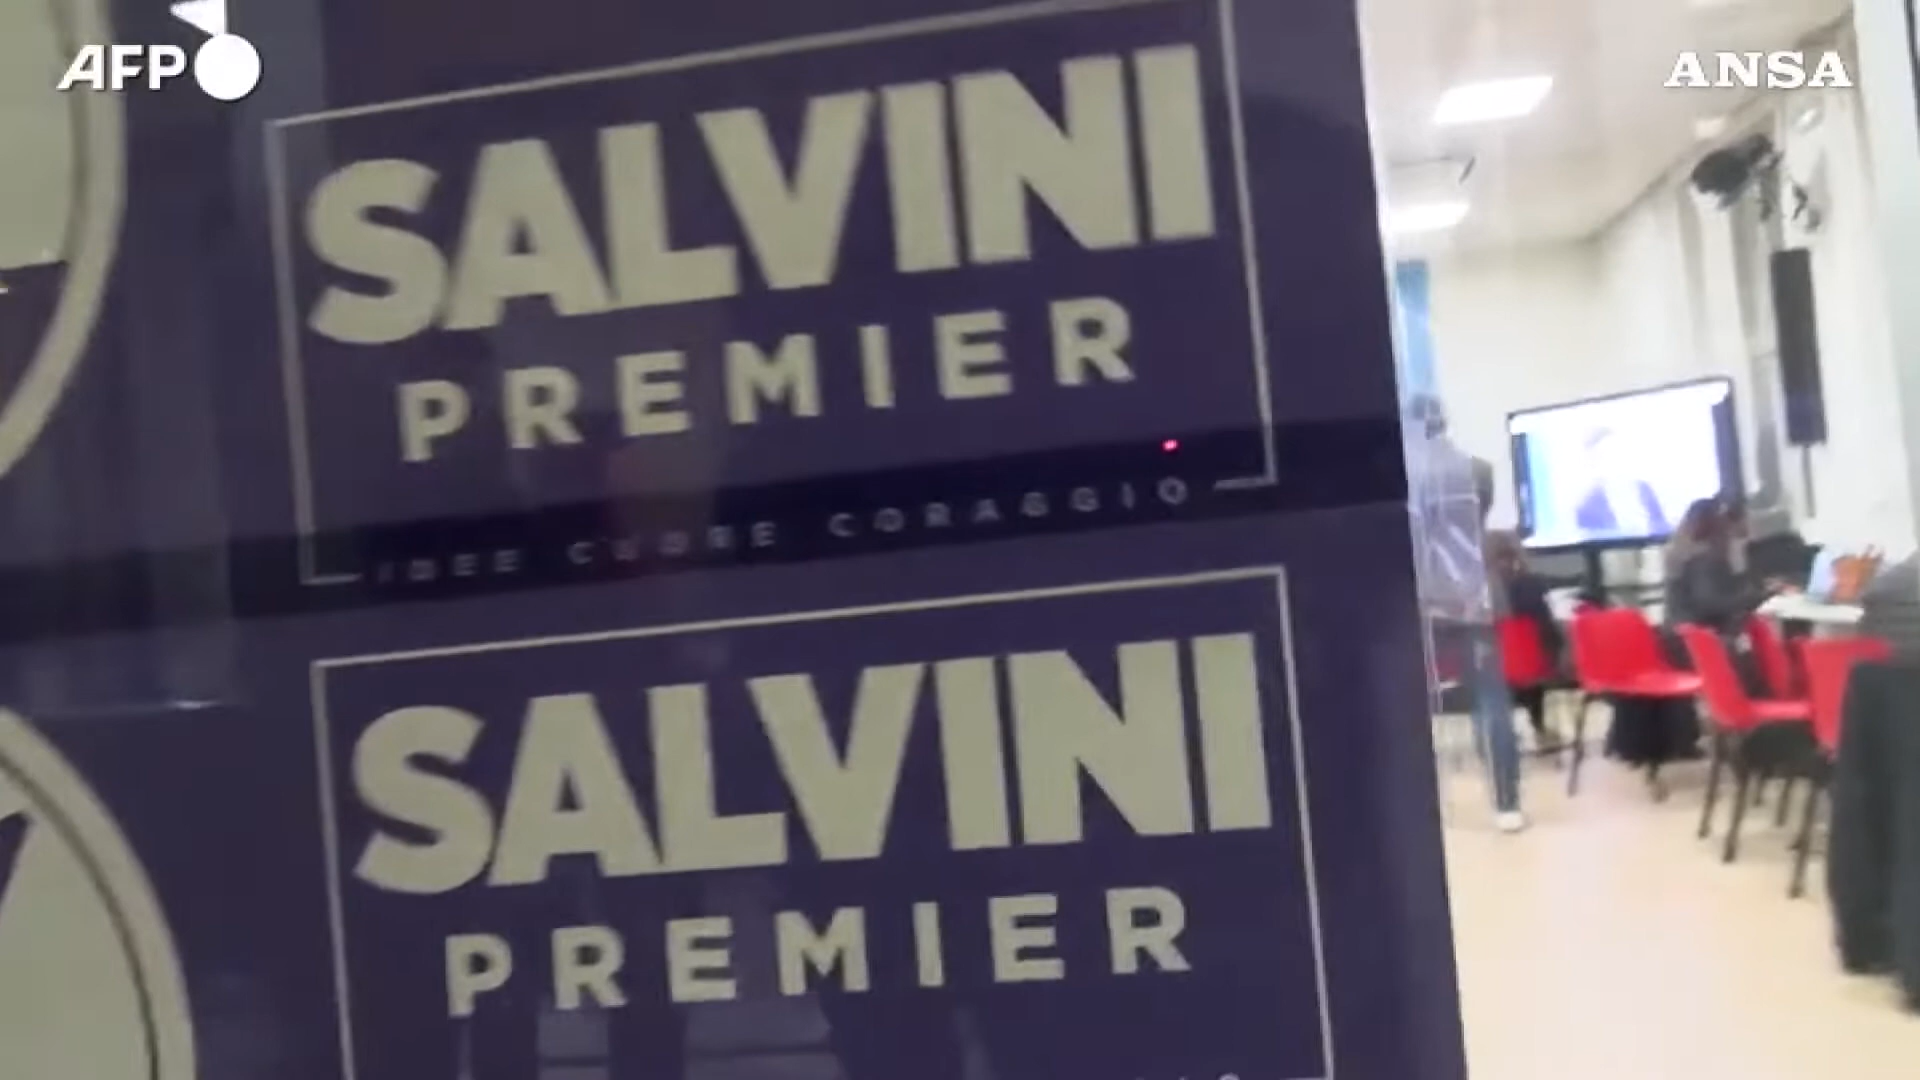 AFP
ANSA
SALVINI
PREMIER
IDEE CUORE CORAGGIO
SALVINI
PREMIER